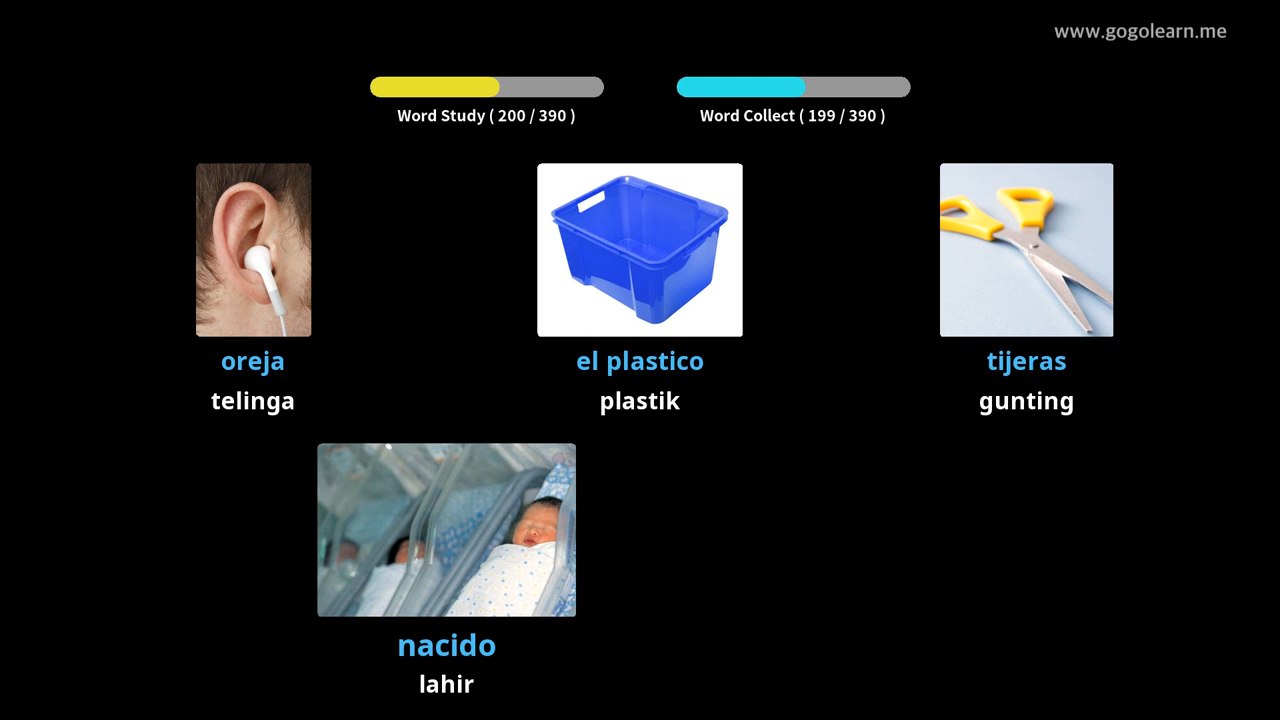 www.gogolearn.me
Word Study ( 200 / 390 )
Word Collect ( 199 / 390 )
oreja
telinga
el plastico
plastik
tijeras
gunting
nacido
lahir